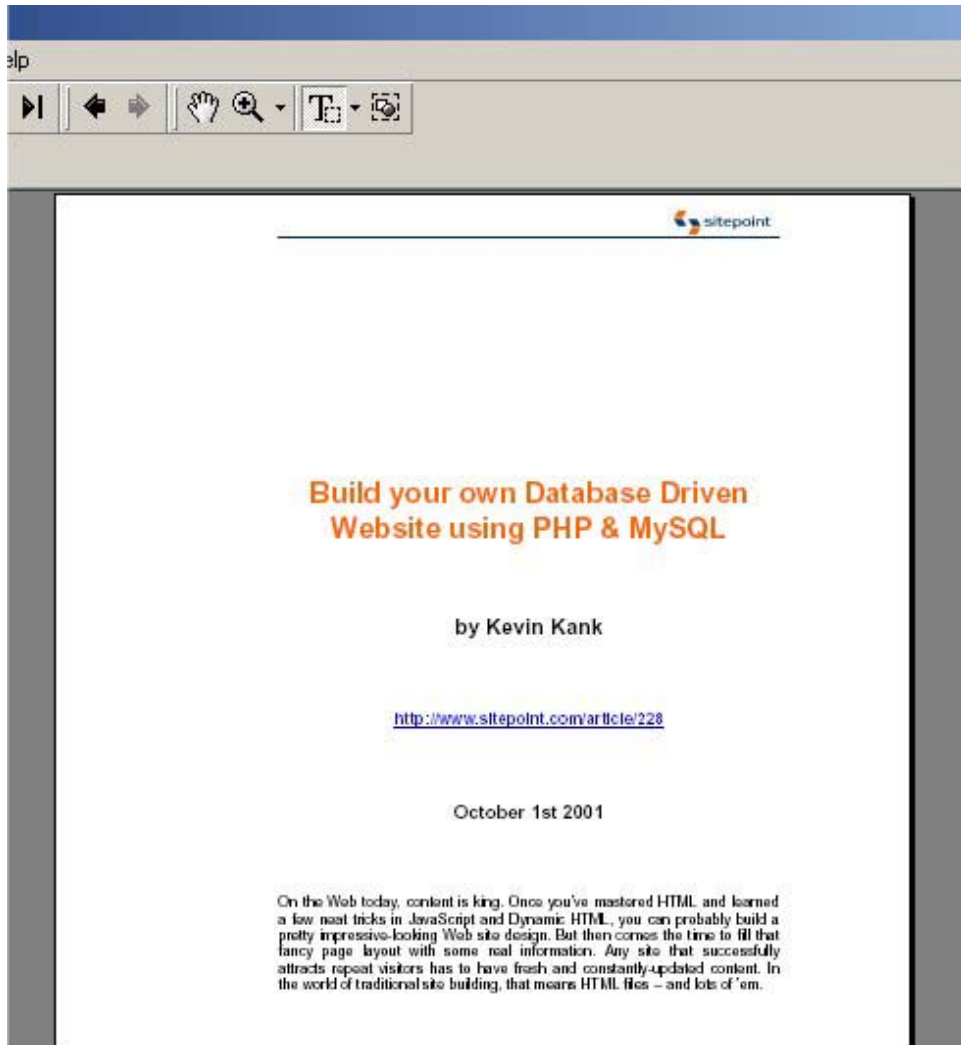 elp
sitepoint
Build your own Database Driven
Website using PHP & MySQL
by Kevin Kank
http://www.sitepoint.com/article/228
October 1st 2001
On the Web today, content is king. Once you've mastered HTML and learned
a few neat tricks in JavaScript and Dynamic HTML, you can probably build a
pretty impressive-looking Web site design. But then comes the time to fill that
fancy page layout with some real information. Any site that successfully
attracts repeat visitors has to have fresh and constantly-updated content. In
the world of traditional site building, that means HTML files – and lots of 'em.